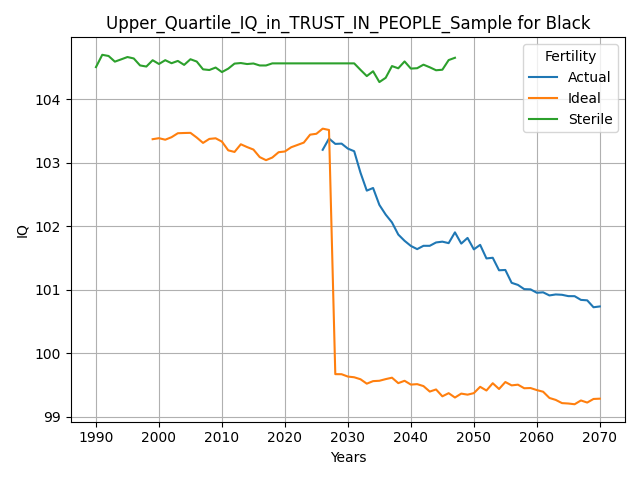 Upper_Quartile_IQ_in_TRUST_IN_PEOPLE_Sample for Black
Fertility
Actual
Ideal
Sterile
IQ
104
103
102
101
100
99
1990 2000 2010 2020 2030 2040 2050 2060 2070
Years